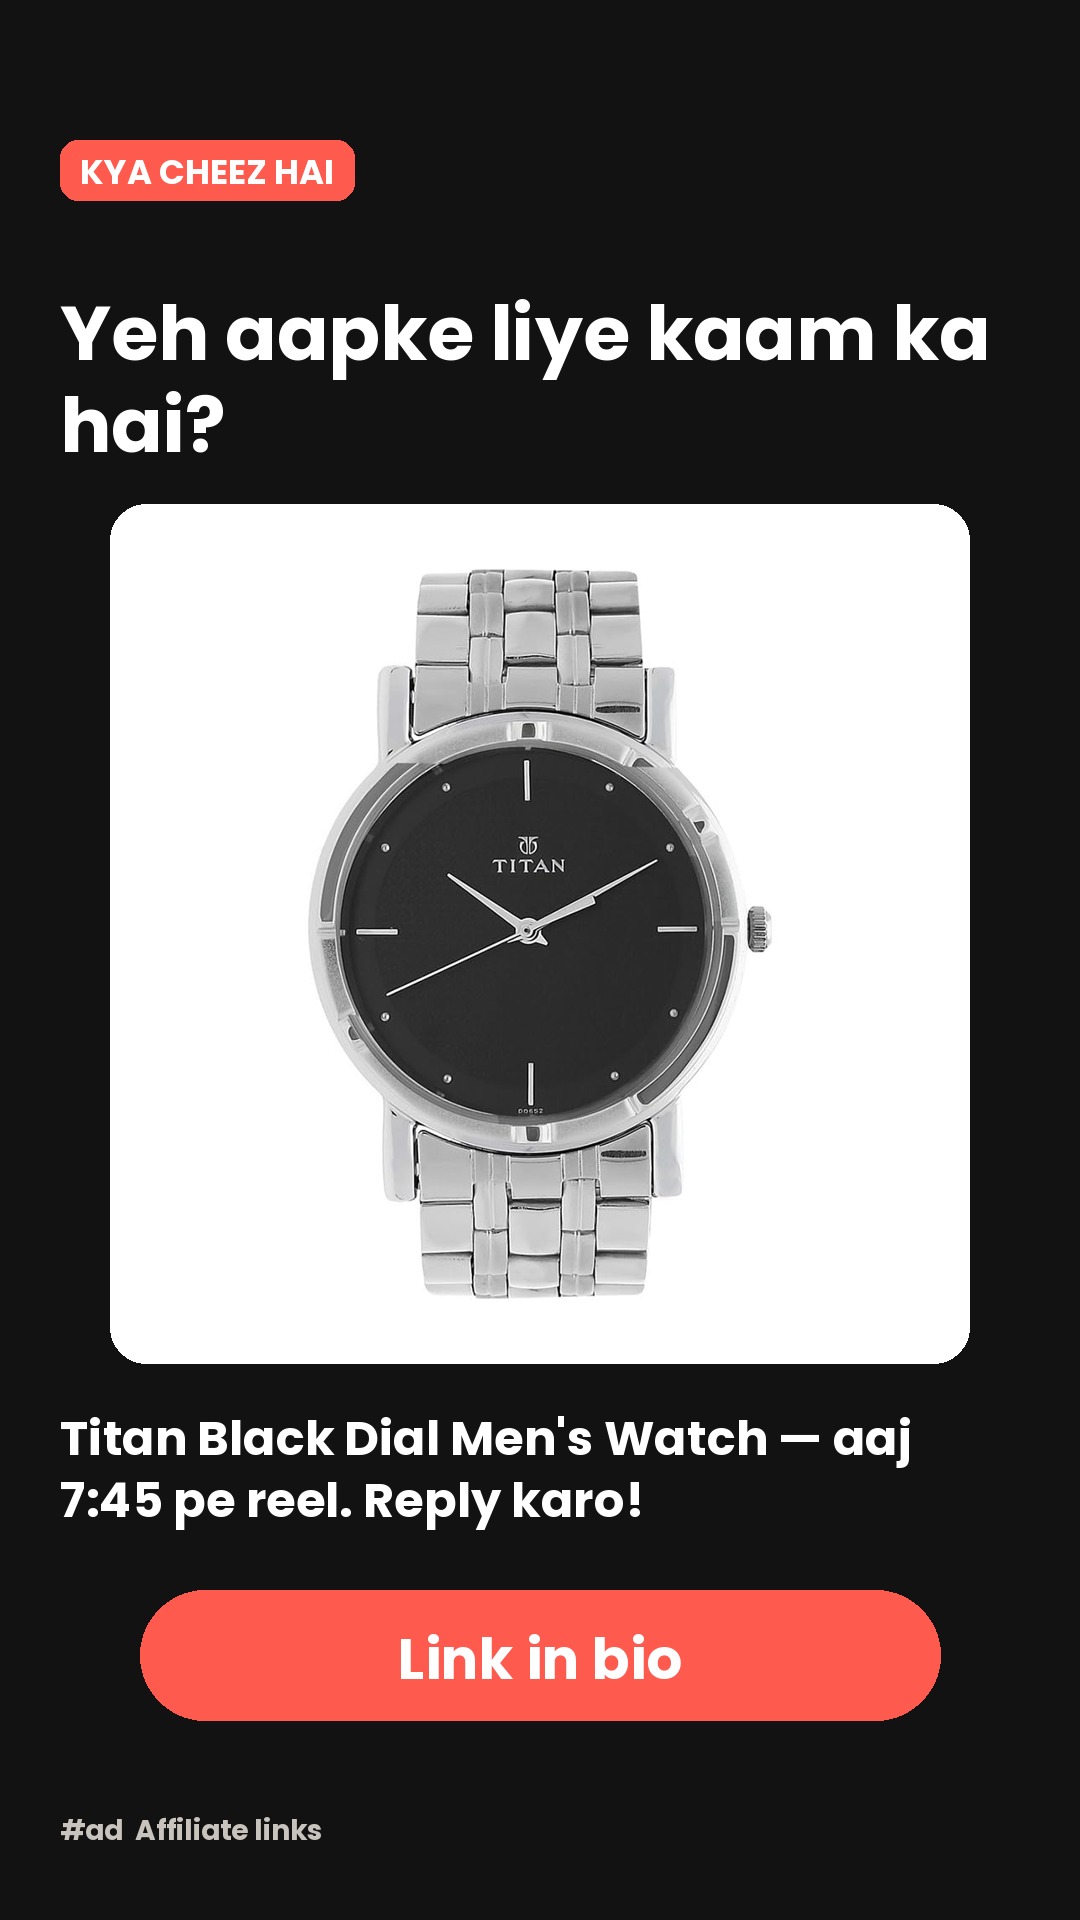 KYA CHEEZ HAI
Yeh aapke liye kaam ka
hai?
TITAN
Titan Black Dial Men's Watch — aaj
7:45 pe reel. Reply karo!
Link in bio
#ad Affiliate links